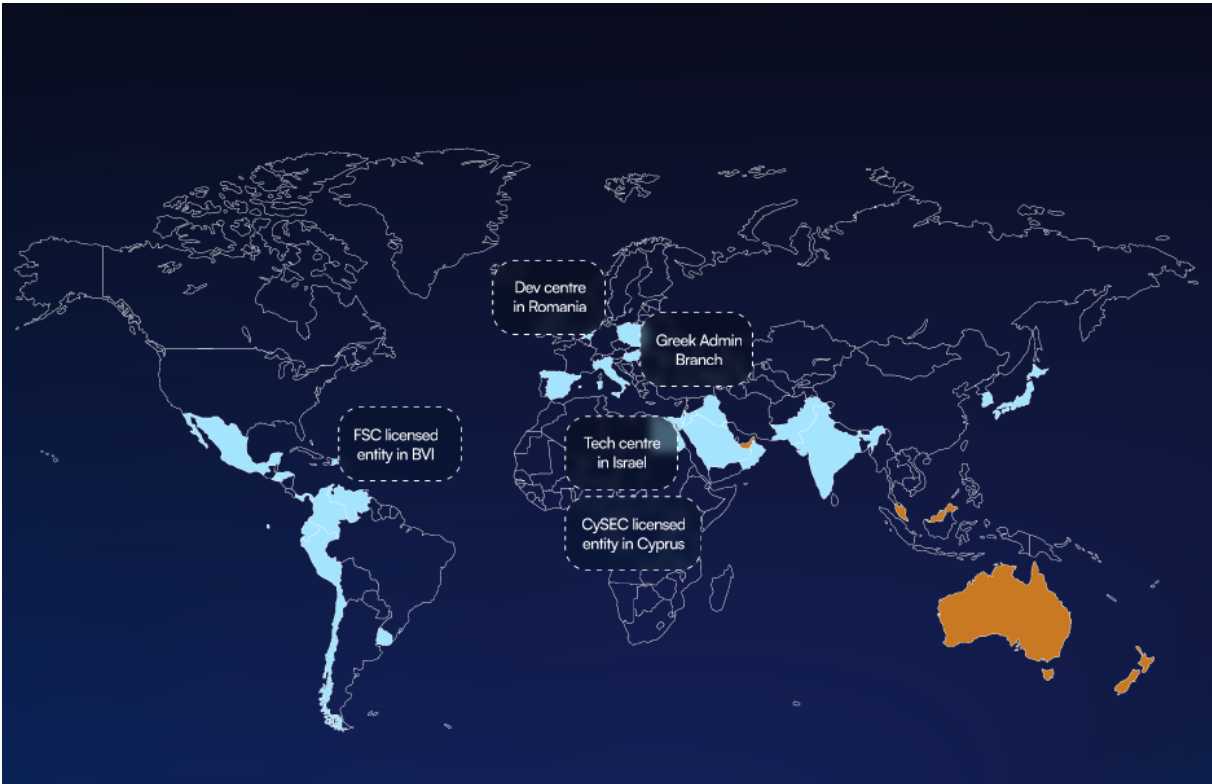 Dev centre
in Romania
Greek Admin
Branch
FSC licensed
entity in BVI
Tech centre
in Israel
CySEC licensed
entity in Cyprus